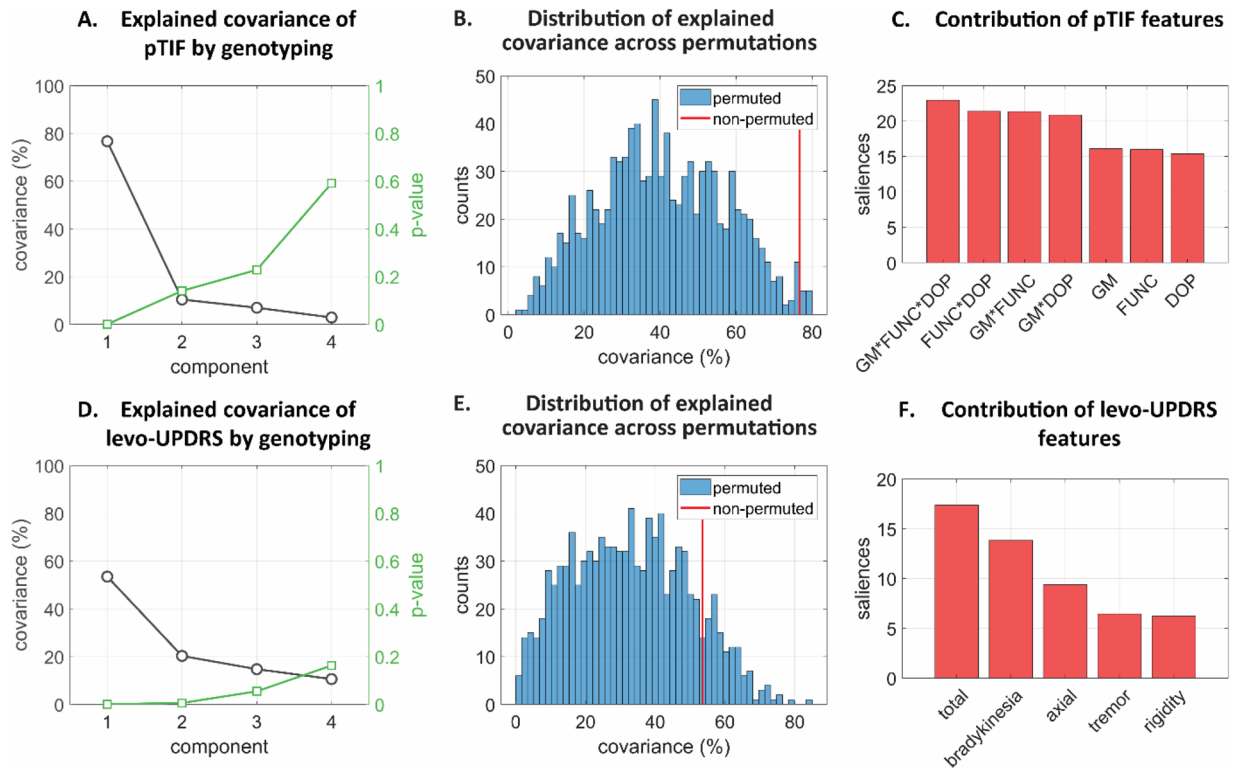 A. Explained covariance of
pTIF by genotyping
covariance (%)
100
80
60
40
20
0
1
0.8
0.6
0.4
0.2
0
p-value
1 2 3 4
component
B. Distribution of explained
covariance across permutations
counts
50
40
30
20
10
0
permuted
non-permuted
0 20 40 60 80
covariance (%)
C. Contribution of pTIF features
saliences
25
20
15
10
5
0
GM*FUNC*DOP
FUNC*DOP
GM*FUNC
GM*DOP
GM
FUNC
DOP
D. Explained covariance of
levo-UPDRS by genotyping
covariance (%)
100
80
60
40
20
0
1
0.8
0.6
0.4
0.2
0
p-value
1 2 3 4
component
E. Distribution of explained
covariance across permutations
counts
50
40
30
20
10
0
permuted
non-permuted
0 20 40 60 80
covariance (%)
F. Contribution of levo-UPDRS
features
saliences
20
15
10
5
0
total
bradykinesia
axial
tremor
rigidity